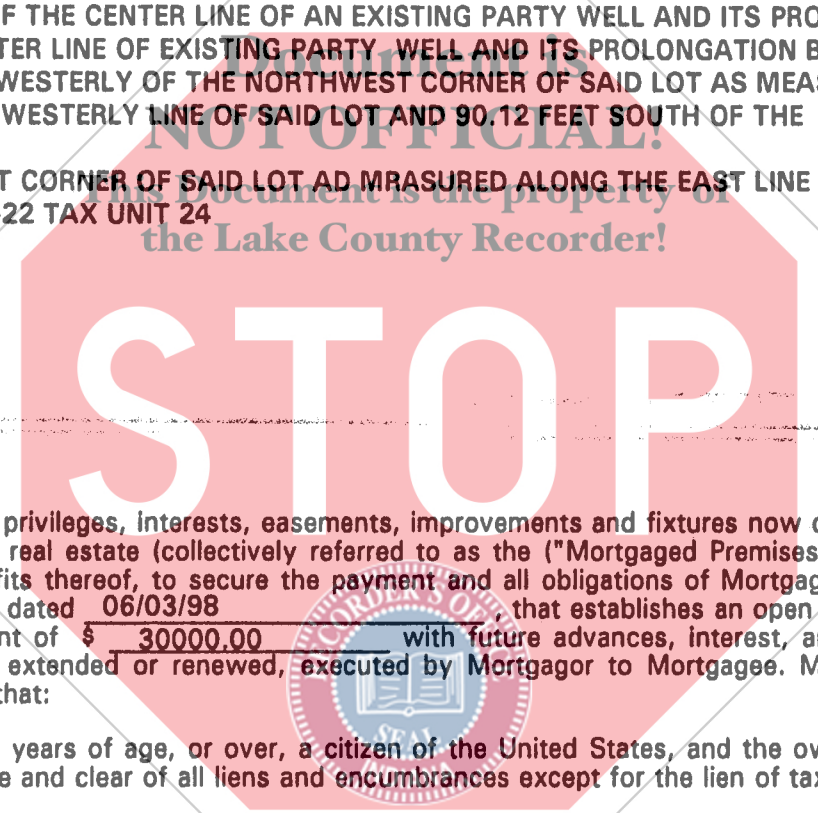 F THE CENTER LINE OF AN EXISTING PARTY WELL AND ITS PRO
TER LINE OF EXISTING PARTY WELL AND ITS PROLONGATION B
Document is
WESTERLY OF THE NORTHWEST CORNER OF SAID LOT AS MEAS
WESTERLY LINE OF SAID LOT AND 90.12 FEET SOUTH OF THE
NOT OFFICIAL!
T CORNER OF SAID LOT AD MRASURED ALONG THE EAST LINE
This Document is the property of
-22 TAX UNIT 24
the Lake County Recorder!
STOP
privileges, interests, easements, improvements and fixtures now o
real estate (collectively referred to as the ("Mortgaged Premises
fits thereof, to secure the payment and all obligations of Mortgag
dated 06/03/98, that establishes an open
nt of $ 30000.00 with future advances, interest, a
extended or renewed, executed by Mortgagor to Mortgagee. M
that:
years of age, or over, a citizen of the United States, and the ow
e and clear of all liens and encumbrances except for the lien of tax
RECORDER'S OFFICE
SEAL
INDIANA